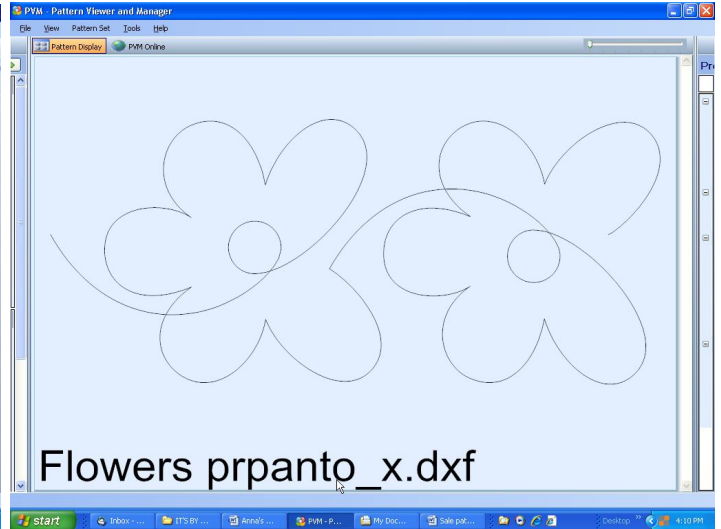 PVM - Pattern Viewer and Manager
File View Pattern Set Tools Help
Pattern Display PVM Online
Pr
Flowers prpanto_x.dxf
start Inbox - ... IT'S BY ... Anna's ... PVM - P... My Doc... Sale pat... Desktop » 4:10 PM